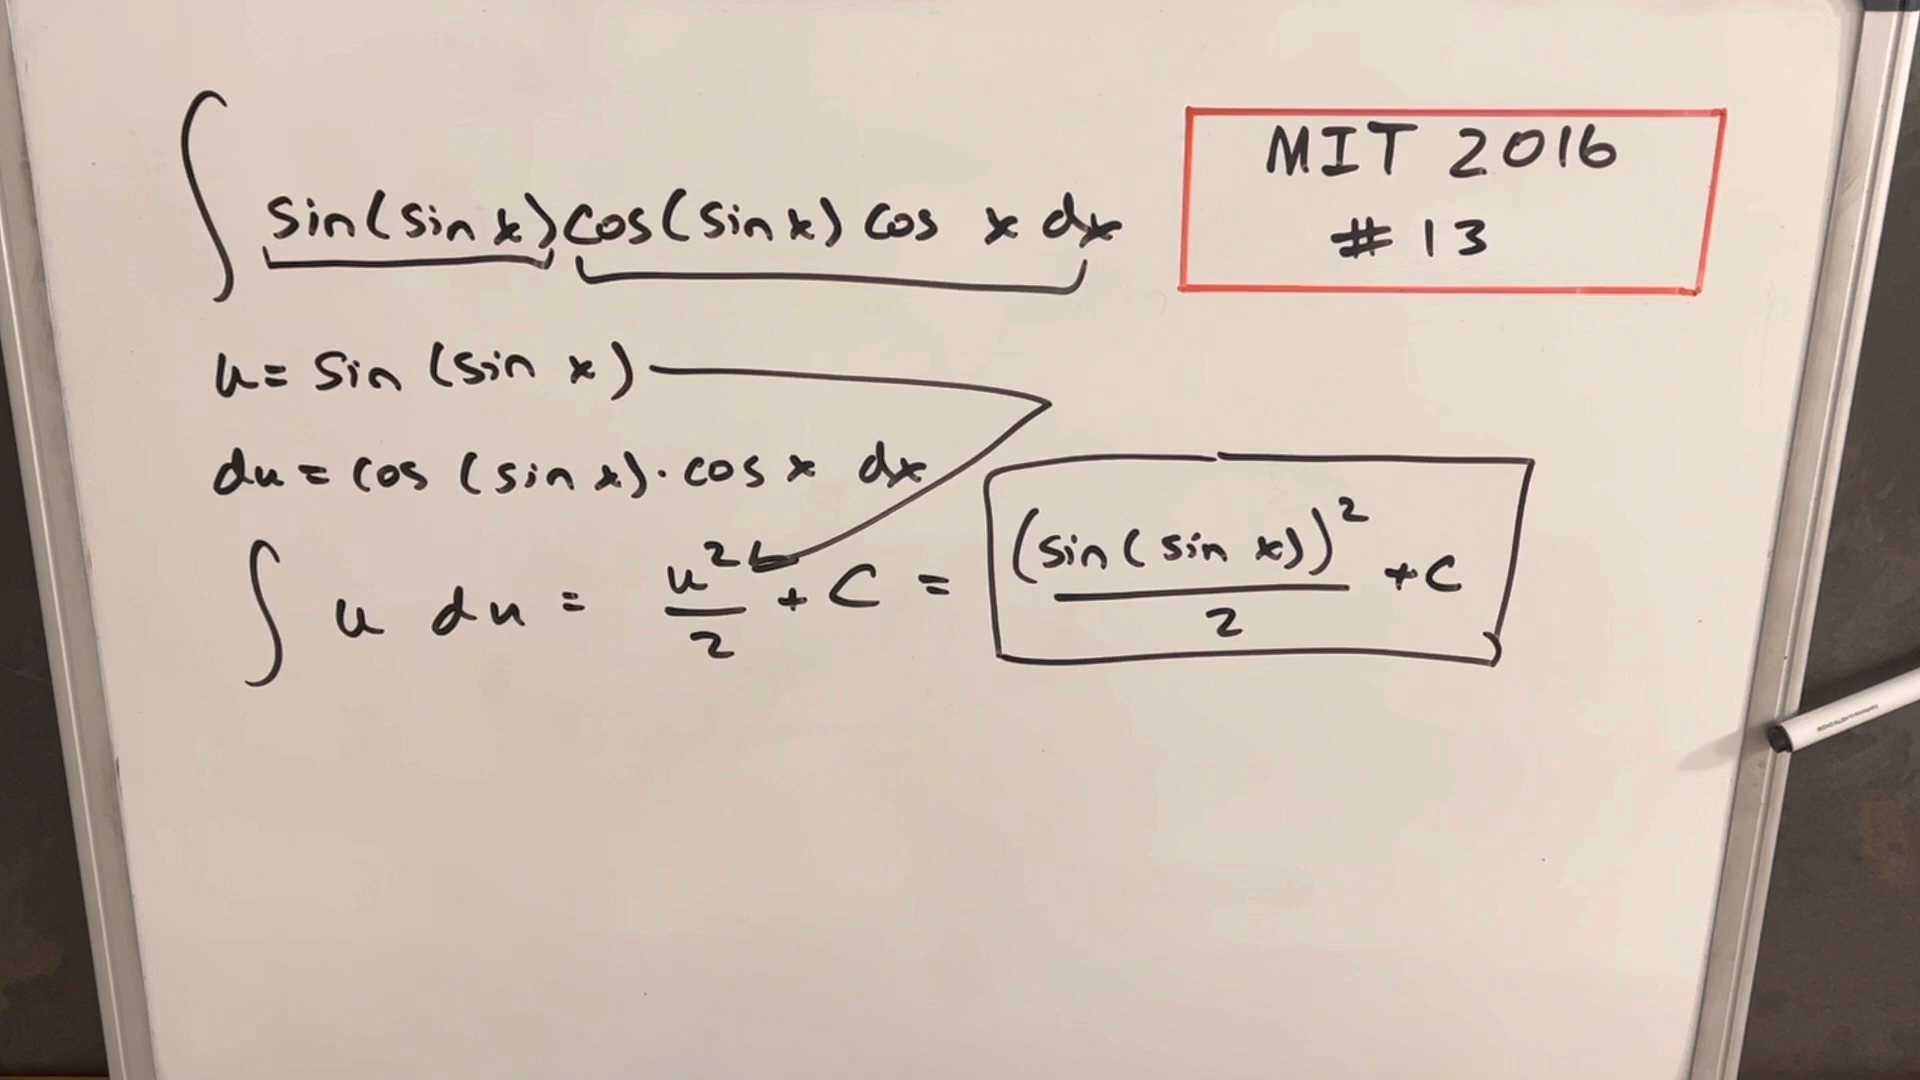 ∫ sin(sin x) cos(sin x) cos x dx
MIT 2016
# 13
u = sin (sin x)
du = cos (sin x) · cos x dx
∫ u du = u²/2 + C = (sin(sin x))²/2 + C